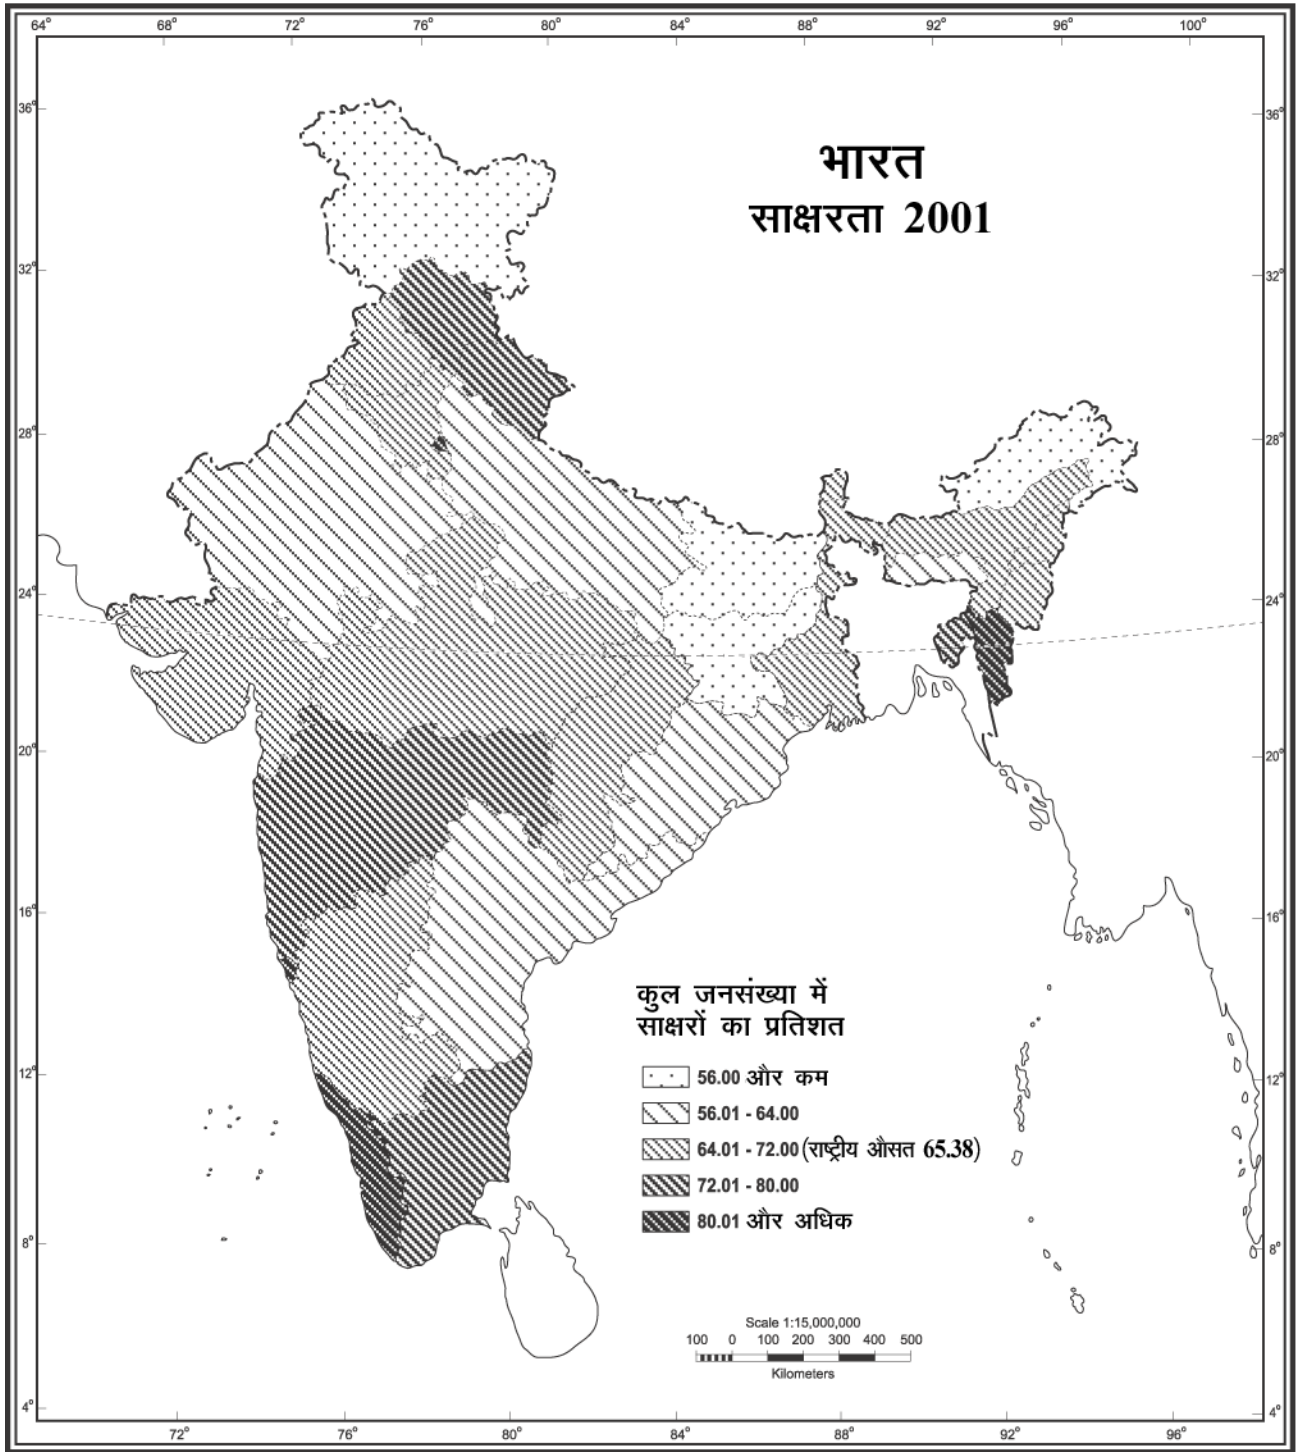 64° 68° 72° 76° 80° 84° 88° 92° 96° 100°
भारत
साक्षरता 2001
36° 36°
32° 32°
28° 28°
24° 24°
20° 20°
16° 16°
12° 12°
8° 8°
4° 4°
कुल जनसंख्या में
साक्षरों का प्रतिशत
56.00 और कम
56.01 - 64.00
64.01 - 72.00 (राष्ट्रीय औसत 65.38)
72.01 - 80.00
80.01 और अधिक
Scale 1:15,000,000
100 0 100 200 300 400 500
Kilometers
72° 76° 80° 84° 88° 92° 96°